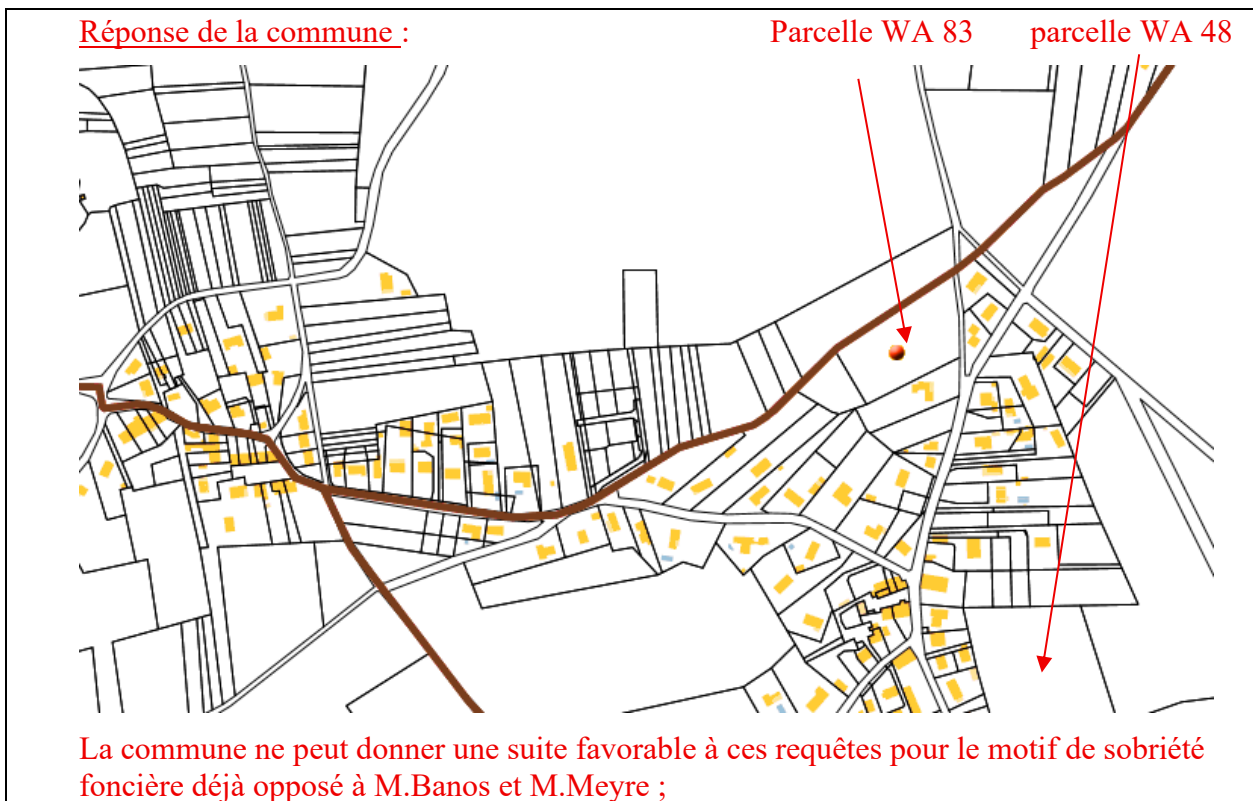 Réponse de la commune : Parcelle WA 83 parcelle WA 48
La commune ne peut donner une suite favorable à ces requêtes pour le motif de sobriété
foncière déjà opposé à M.Banos et M.Meyre ;